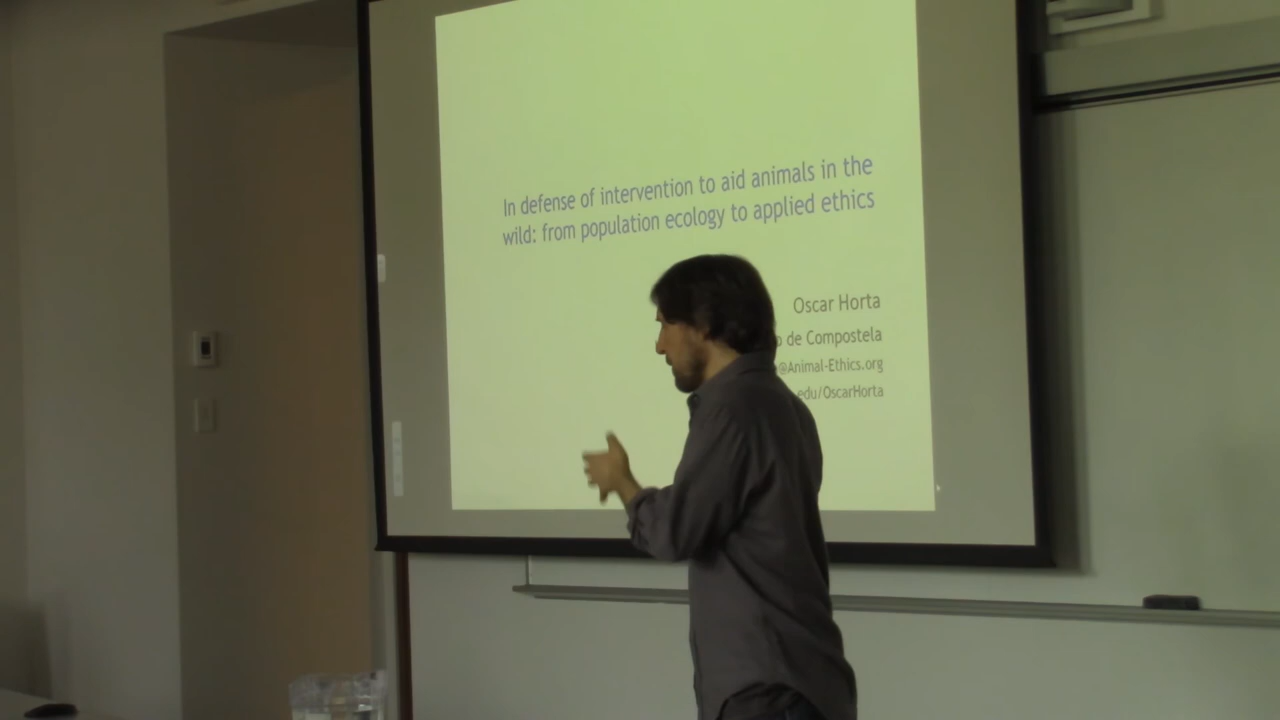 In defense of intervention to aid animals in the
wild: from population ecology to applied ethics
Oscar Horta
de Compostela
@Animal-Ethics.org
edu/OscarHorta